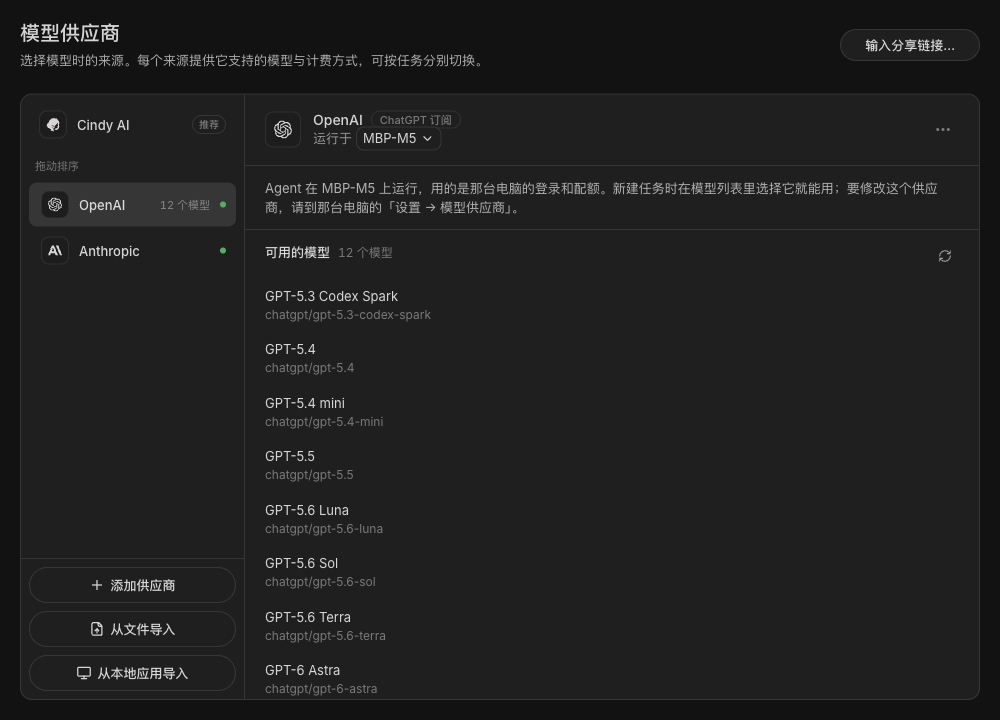 模型供应商
选择模型时的来源。每个来源提供它支持的模型与计费方式，可按任务分别切换。
输入分享链接...
Cindy AI
推荐
拖动排序
OpenAI
12 个模型
Anthropic
添加供应商
从文件导入
从本地应用导入
OpenAI
ChatGPT 订阅
运行于 MBP-M5
Agent 在 MBP-M5 上运行，用的是那台电脑的登录和配额。新建任务时在模型列表里选择它就能用；要修改这个供应
商，请到那台电脑的「设置 → 模型供应商」。
可用的模型 12 个模型
GPT-5.3 Codex Spark
chatgpt/gpt-5.3-codex-spark
GPT-5.4
chatgpt/gpt-5.4
GPT-5.4 mini
chatgpt/gpt-5.4-mini
GPT-5.5
chatgpt/gpt-5.5
GPT-5.6 Luna
chatgpt/gpt-5.6-luna
GPT-5.6 Sol
chatgpt/gpt-5.6-sol
GPT-5.6 Terra
chatgpt/gpt-5.6-terra
GPT-6 Astra
chatgpt/gpt-6-astra